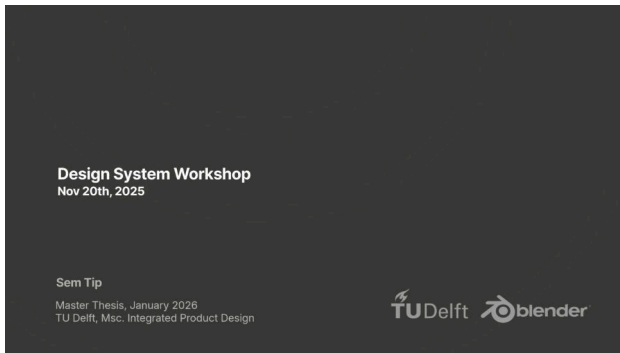 Design System Workshop
Nov 20th, 2025
Sem Tip
Master Thesis, January 2026
TU Delft, Msc. Integrated Product Design
TUDelft
blender